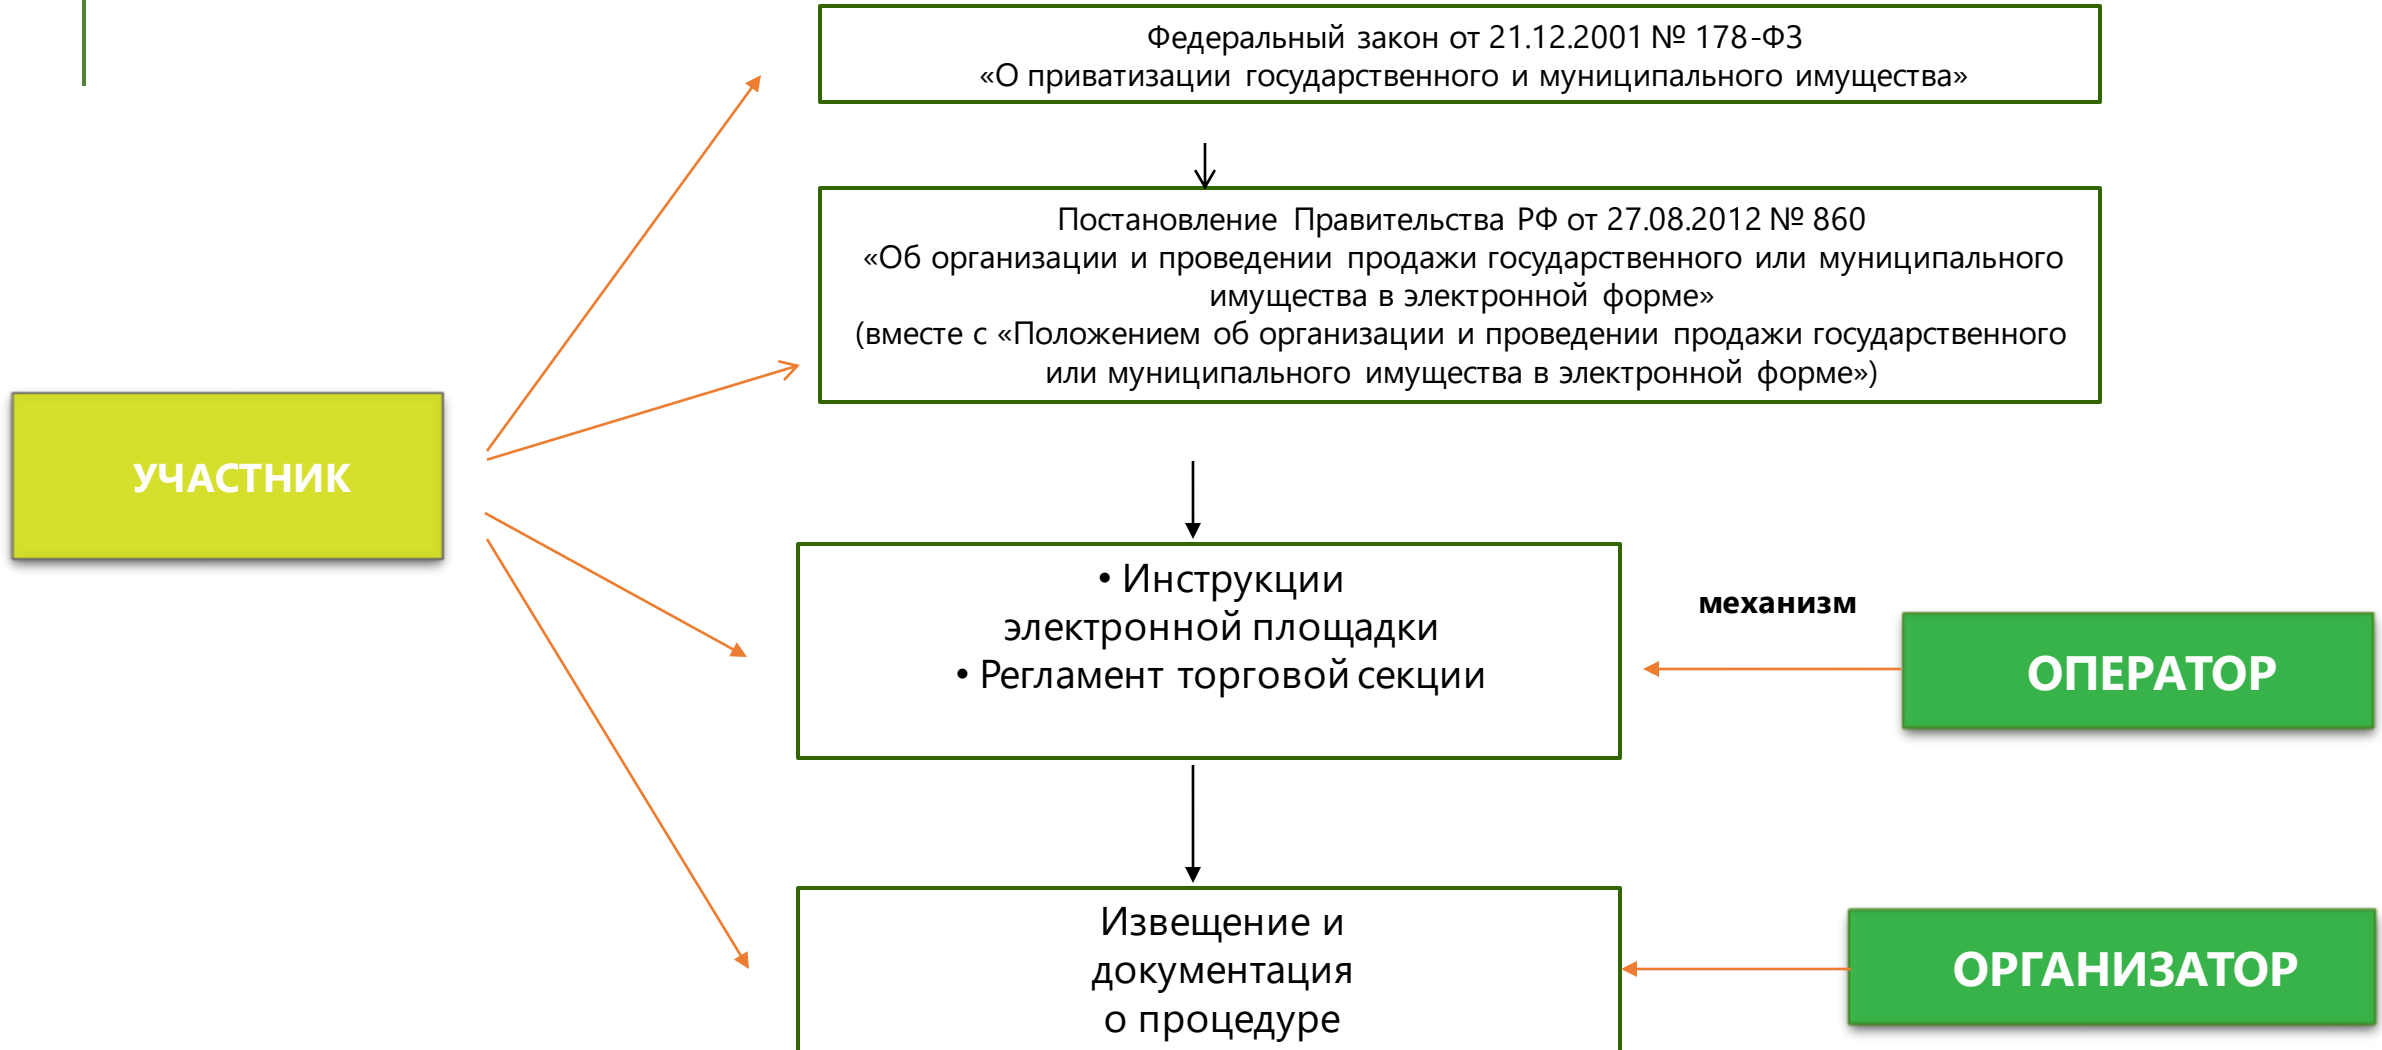 Федеральный закон от 21.12.2001 № 178-ФЗ
«О приватизации государственного и муниципального имущества»
Постановление Правительства РФ от 27.08.2012 № 860
«Об организации и проведении продажи государственного или муниципального
имущества в электронной форме»
(вместе с «Положением об организации и проведении продажи государственного
или муниципального имущества в электронной форме»)
УЧАСТНИК
• Инструкции
электронной площадки
• Регламент торговой секции
механизм
ОПЕРАТОР
Извещение и
документация
о процедуре
ОРГАНИЗАТОР